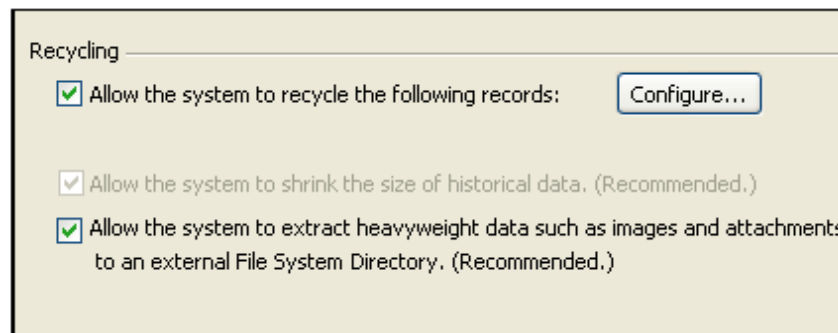 Recycling
Allow the system to recycle the following records: Configure...
Allow the system to shrink the size of historical data. (Recommended.)
Allow the system to extract heavyweight data such as images and attachments
to an external File System Directory. (Recommended.)